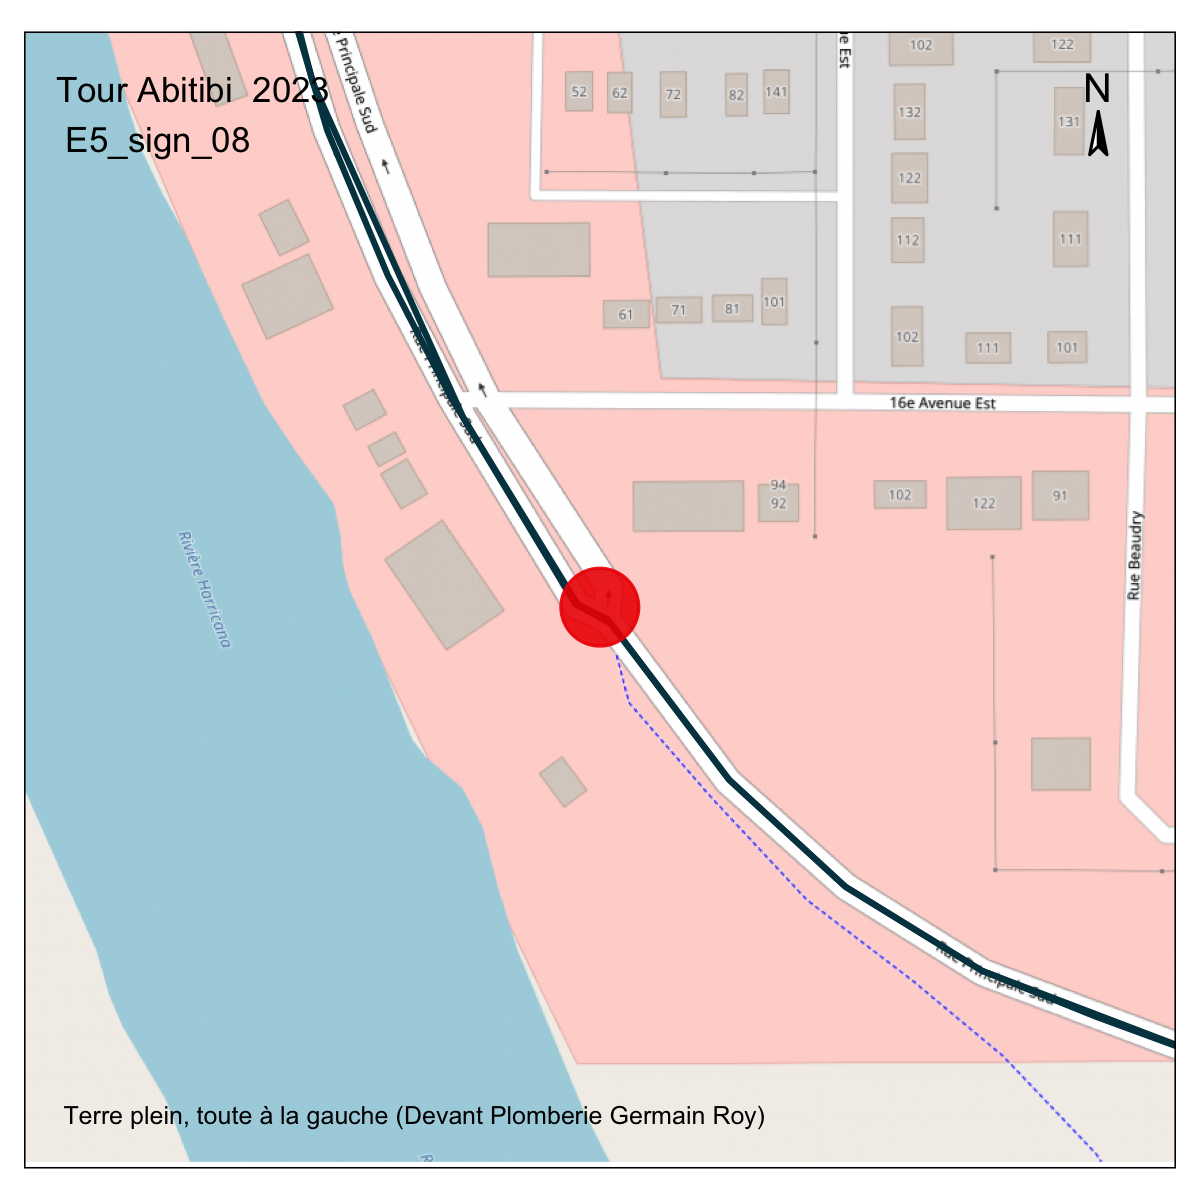 Tour Abitibi 2023
E5_sign_08
N
e Principale Sud
ue Est
102
122
52
62
72
82
141
132
131
122
112
111
61
71
81
101
102
111
101
16e Avenue Est
Rue Principale Sud
94
92
102
122
91
Rue Beaudry
Rivière Harricana
Rue Principale Sud
Terre plein, toute à la gauche (Devant Plomberie Germain Roy)
R